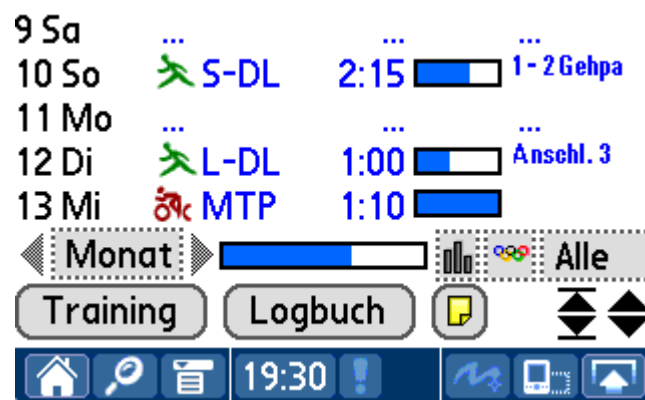 9 Sa ... ... ...
10 So S-DL 2:15 1 - 2 Gehpa
11 Mo ... ... ...
12 Di L-DL 1:00 Anschl. 3
13 Mi MTP 1:10
Monat Alle
Training Logbuch
19:30